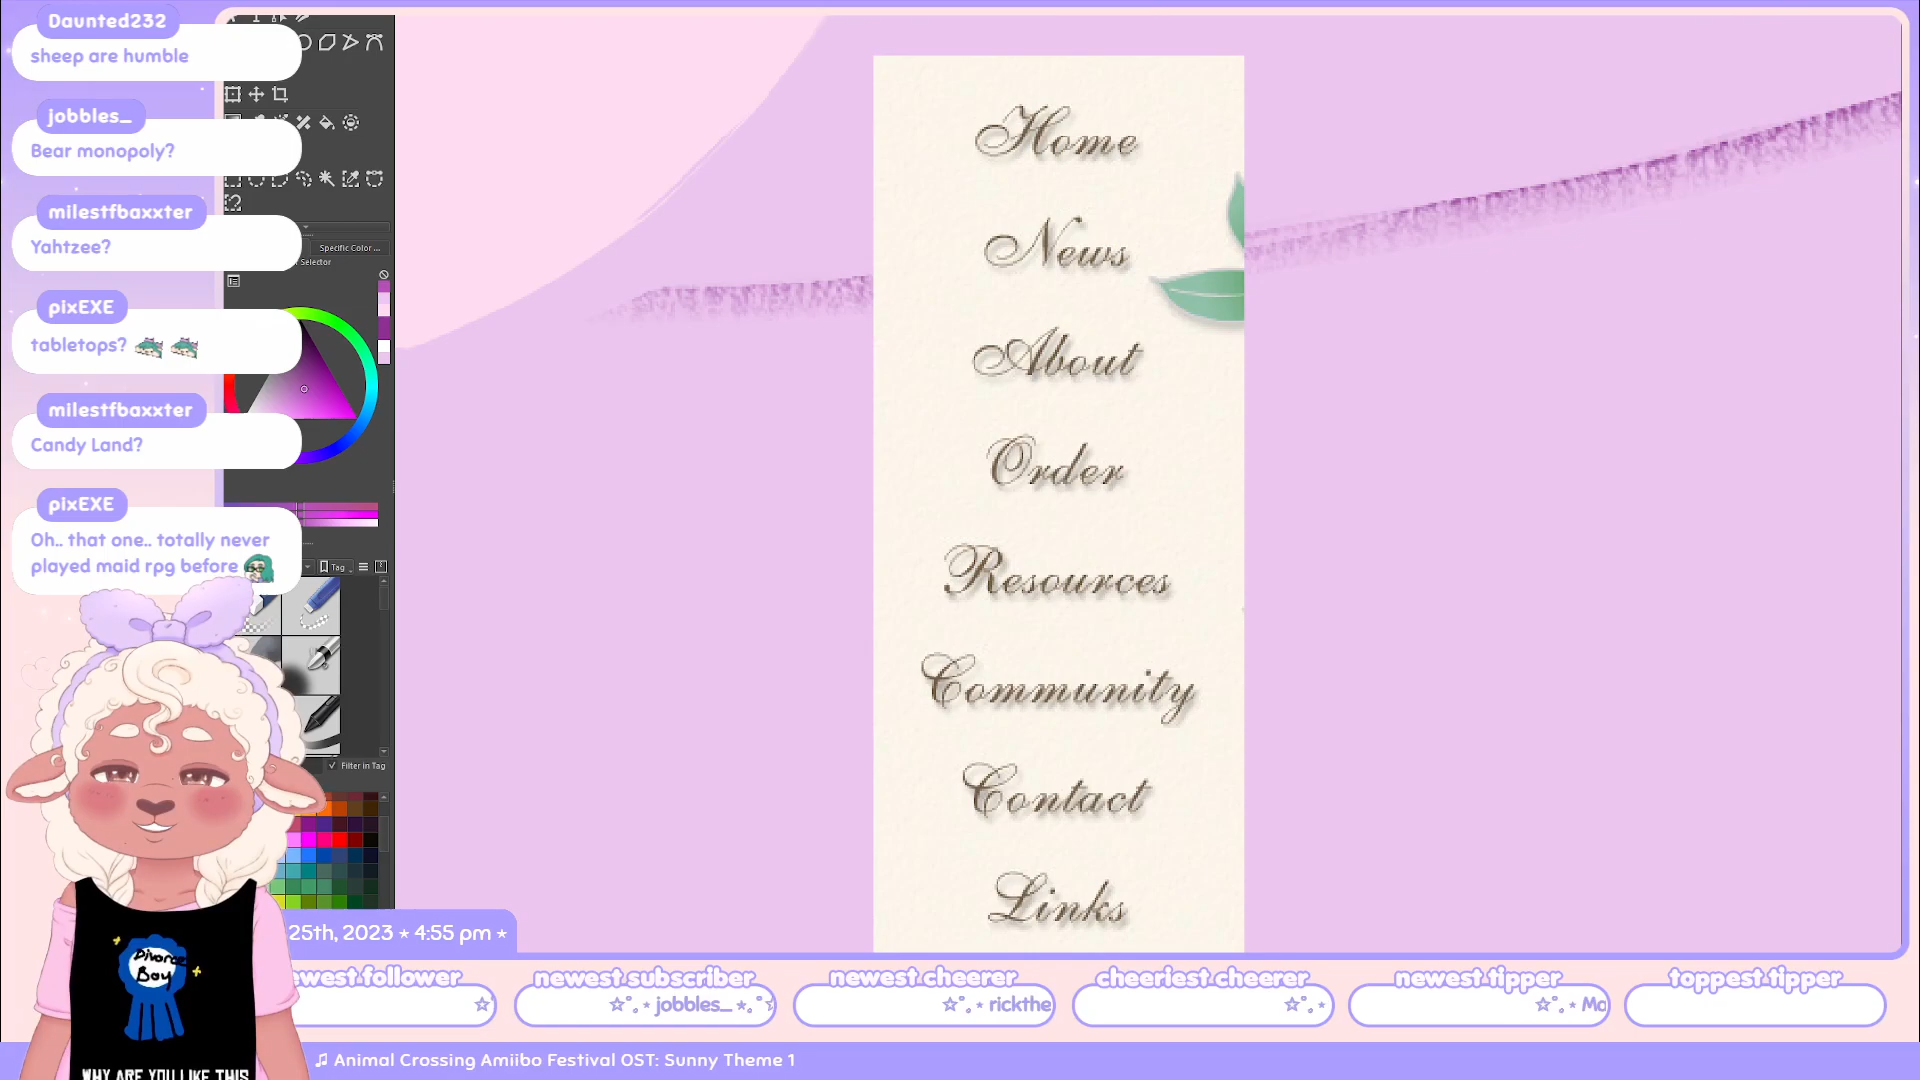 Daunted232
sheep are humble
jobbles_
Bear monopoly?
milestfbaxxter
Yahtzee?
pixEXE
tabletops?
milestfbaxxter
Candy Land?
pixEXE
Oh.. that one.. totally never
played maid rpg before
Specific Color ...
Selector
Tag
Filter in Tag
Home
News
About
Order
Resources
Community
Contact
Links
Divorce
Boy
WHY ARE YOU LIKE THIS
25th, 2023 ⋆ 4:55 pm ⋆
newest subscriber
jobbles_
newest cheerer
rickthe
cheeriest cheerer
newest tipper
toppest tipper
♫ Animal Crossing Amiibo Festival OST: Sunny Theme 1